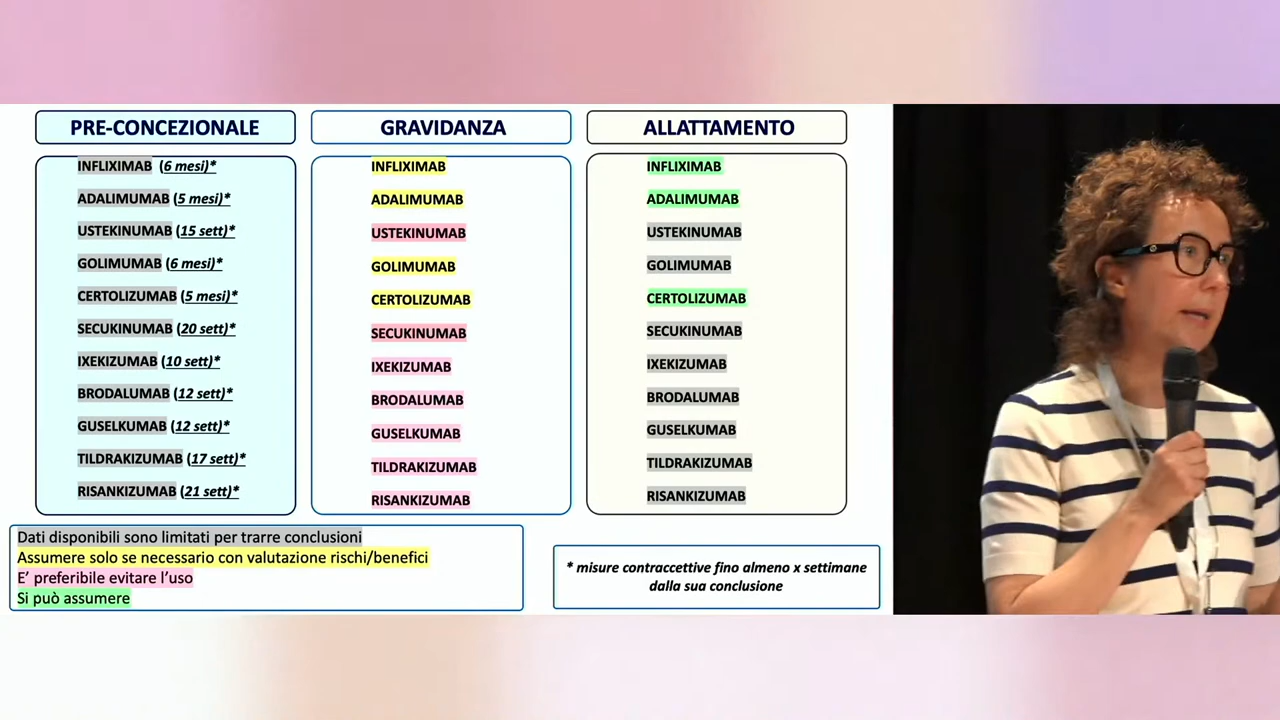 PRE-CONCEZIONALE
INFLIXIMAB (6 mesi)*
ADALIMUMAB (5 mesi)*
USTEKINUMAB (15 sett)*
GOLIMUMAB (6 mesi)*
CERTOLIZUMAB (5 mesi)*
SECUKINUMAB (20 sett)*
IXEKIZUMAB (10 sett)*
BRODALUMAB (12 sett)*
GUSELKUMAB (12 sett)*
TILDRAKIZUMAB (17 sett)*
RISANKIZUMAB (21 sett)*
GRAVIDANZA
INFLIXIMAB
ADALIMUMAB
USTEKINUMAB
GOLIMUMAB
CERTOLIZUMAB
SECUKINUMAB
IXEKIZUMAB
BRODALUMAB
GUSELKUMAB
TILDRAKIZUMAB
RISANKIZUMAB
ALLATTAMENTO
INFLIXIMAB
ADALIMUMAB
USTEKINUMAB
GOLIMUMAB
CERTOLIZUMAB
SECUKINUMAB
IXEKIZUMAB
BRODALUMAB
GUSELKUMAB
TILDRAKIZUMAB
RISANKIZUMAB
Dati disponibili sono limitati per trarre conclusioni
Assumere solo se necessario con valutazione rischi/benefici
E' preferibile evitare l'uso
Si può assumere
* misure contraccettive fino almeno x settimane
dalla sua conclusione